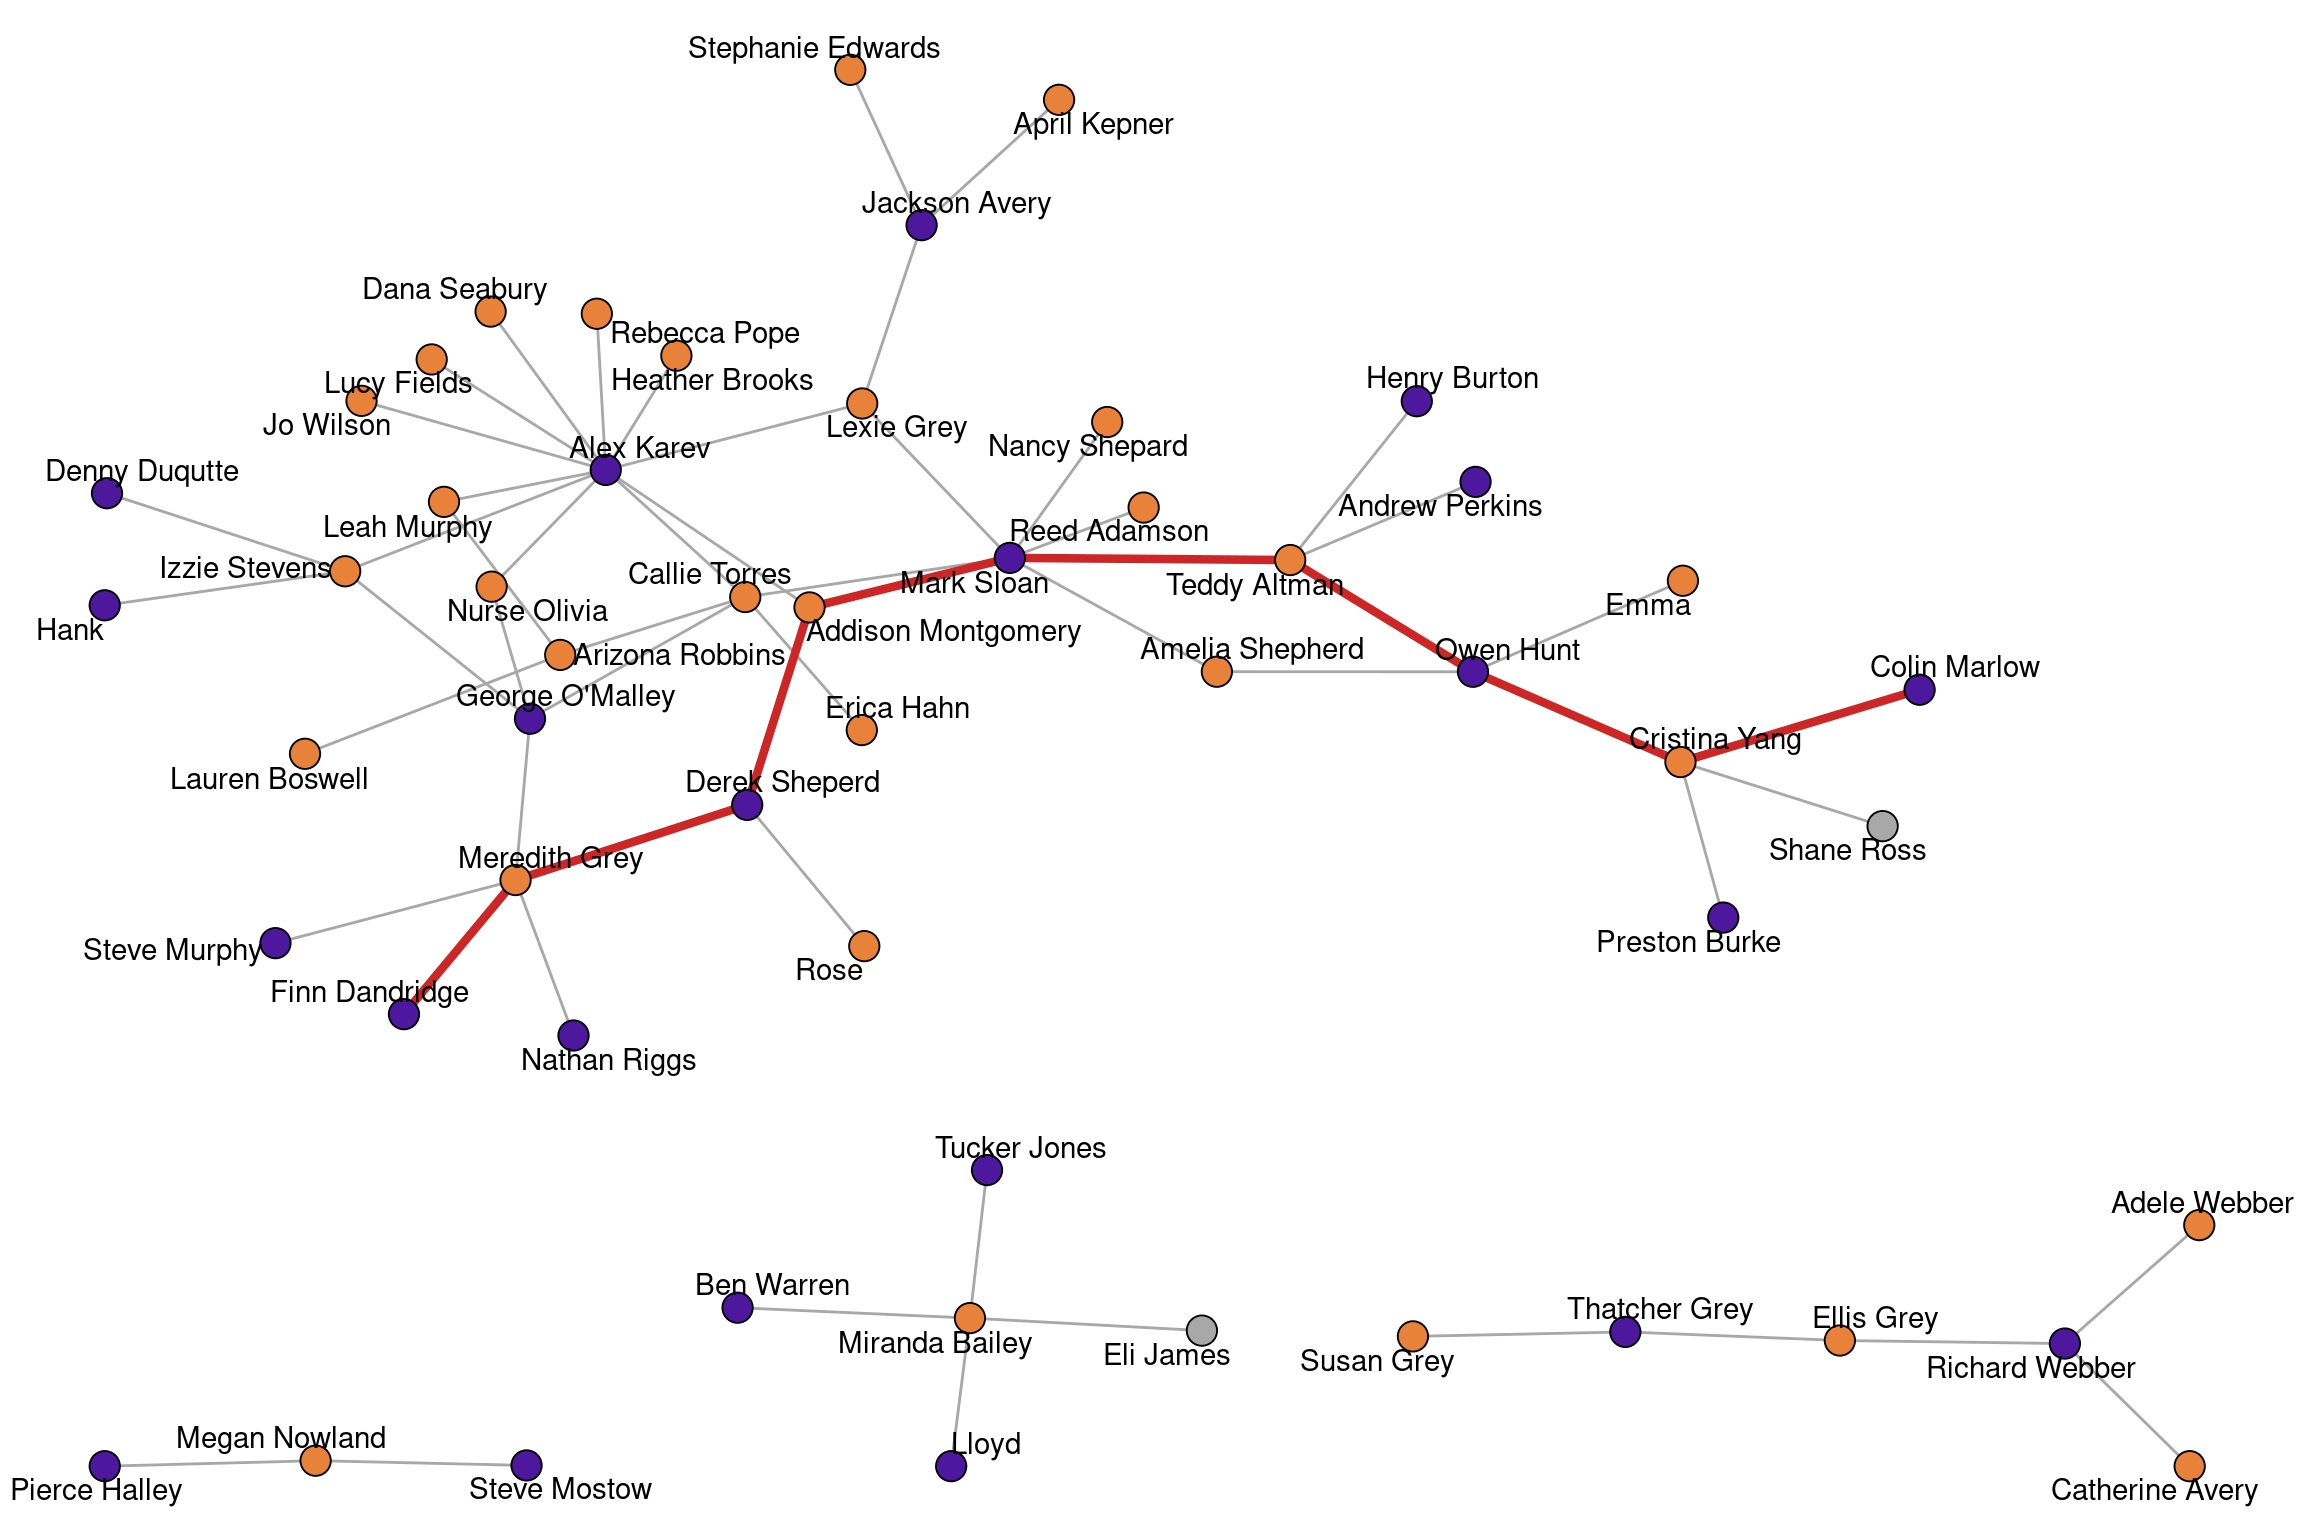 Stephanie Edwards
April Kepner
Jackson Avery
Dana Seabury
Rebecca Pope
Heather Brooks
Lucy Fields
Jo Wilson
Henry Burton
Lexie Grey
Nancy Shepard
Alex Karev
Denny Duqutte
Andrew Perkins
Leah Murphy
Reed Adamson
Izzie Stevens
Callie Torres
Mark Sloan
Teddy Altman
Emma
Nurse Olivia
Hank
Addison Montgomery
Arizona Robbins
Amelia Shepherd
Owen Hunt
Colin Marlow
George O'Malley
Erica Hahn
Cristina Yang
Lauren Boswell
Derek Sheperd
Shane Ross
Meredith Grey
Preston Burke
Steve Murphy
Rose
Finn Dandridge
Nathan Riggs
Tucker Jones
Adele Webber
Ben Warren
Thatcher Grey
Ellis Grey
Miranda Bailey
Eli James
Susan Grey
Richard Webber
Megan Nowland
Lloyd
Pierce Halley
Steve Mostow
Catherine Avery